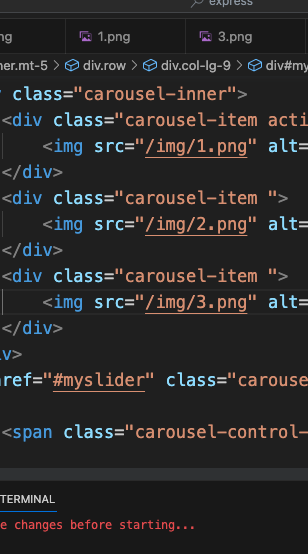 express
ng 1.png 3.png
ner.mt-5 > div.row > div.col-lg-9 > div#my
class="carousel-inner">
<div class="carousel-item acti
<img src="/img/1.png" alt=
</div>
<div class="carousel-item ">
<img src="/img/2.png" alt=
</div>
<div class="carousel-item ">
<img src="/img/3.png" alt=
</div>
iv>
aref="#myslider" class="carouse
<span class="carousel-control-
TERMINAL
e changes before starting...